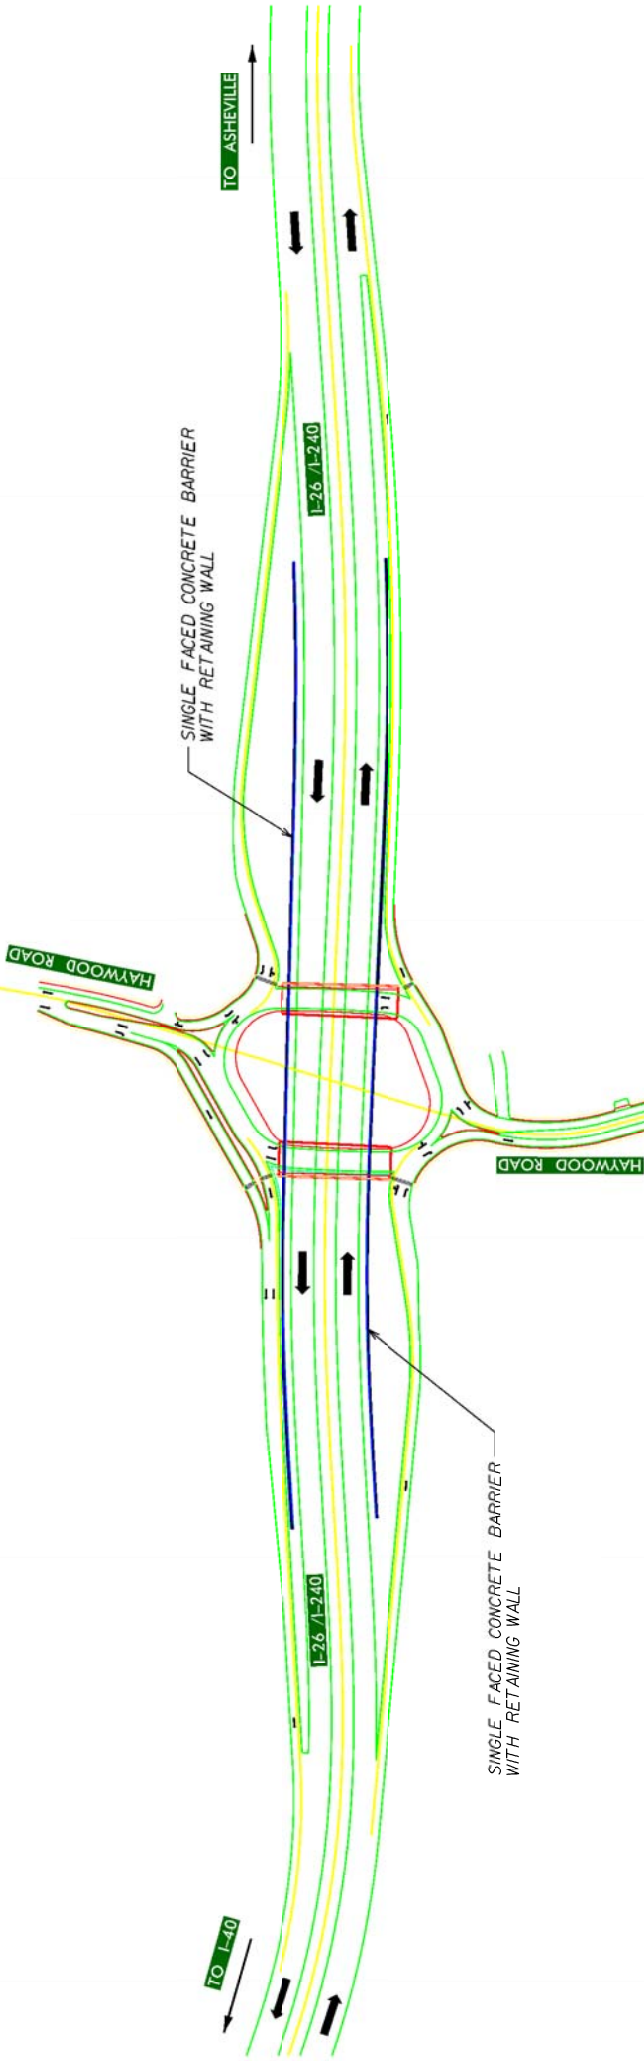 TO ASHEVILLE
I-26 /I-240
SINGLE FACED CONCRETE BARRIER
WITH RETAINING WALL
HAYWOOD ROAD
HAYWOOD ROAD
SINGLE FACED CONCRETE BARRIER
WITH RETAINING WALL
I-26 /I-240
TO I-40